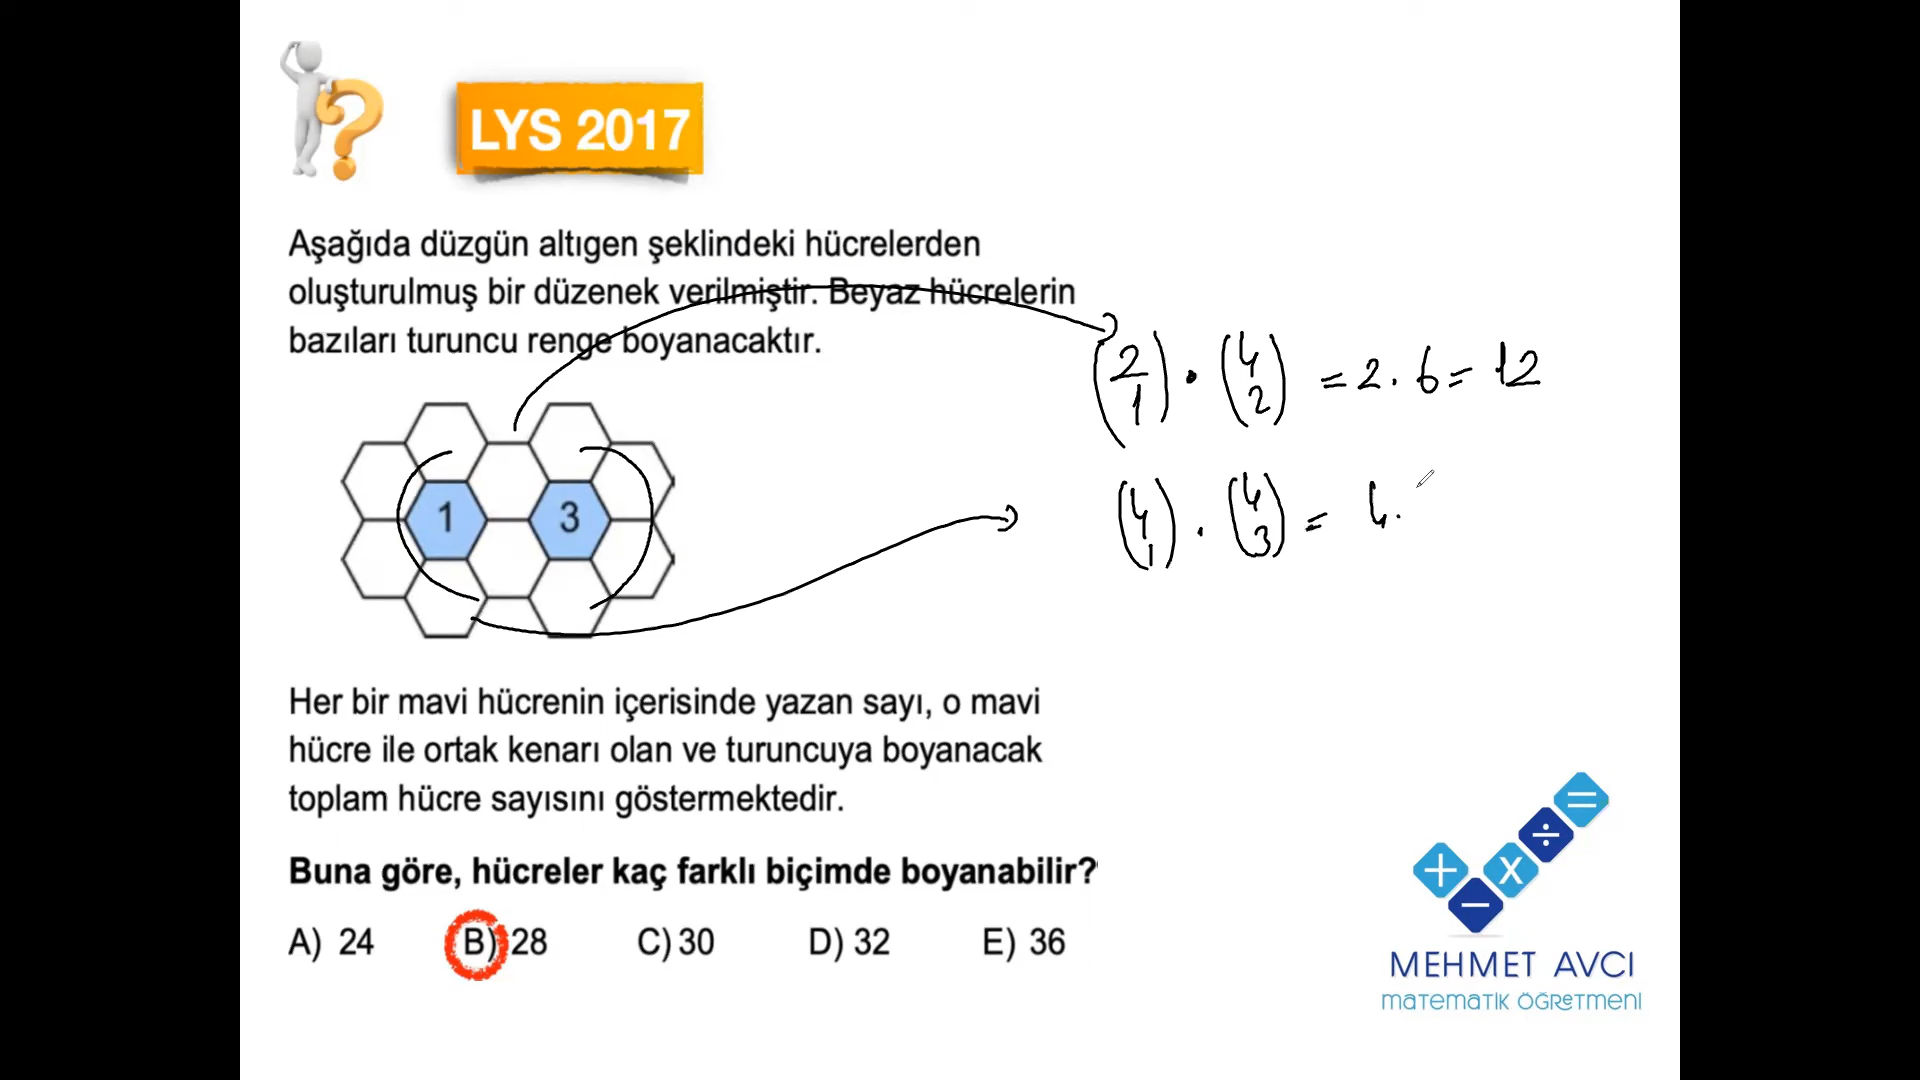 LYS 2017
Aşağıda düzgün altıgen şeklindeki hücrelerden
oluşturulmuş bir düzenek verilmiştir. Beyaz hücrelerin
bazıları turuncu renge boyanacaktır.
(2 1) · (4 2) = 2 . 6 = 12
1 3
(4 1) · (4 3) = 4 .
Her bir mavi hücrenin içerisinde yazan sayı, o mavi
hücre ile ortak kenarı olan ve turuncuya boyanacak
toplam hücre sayısını göstermektedir.
Buna göre, hücreler kaç farklı biçimde boyanabilir?
A) 24 B) 28 C) 30 D) 32 E) 36
+ − x ÷ =
MEHMET AVCI
matematik öğretmeni